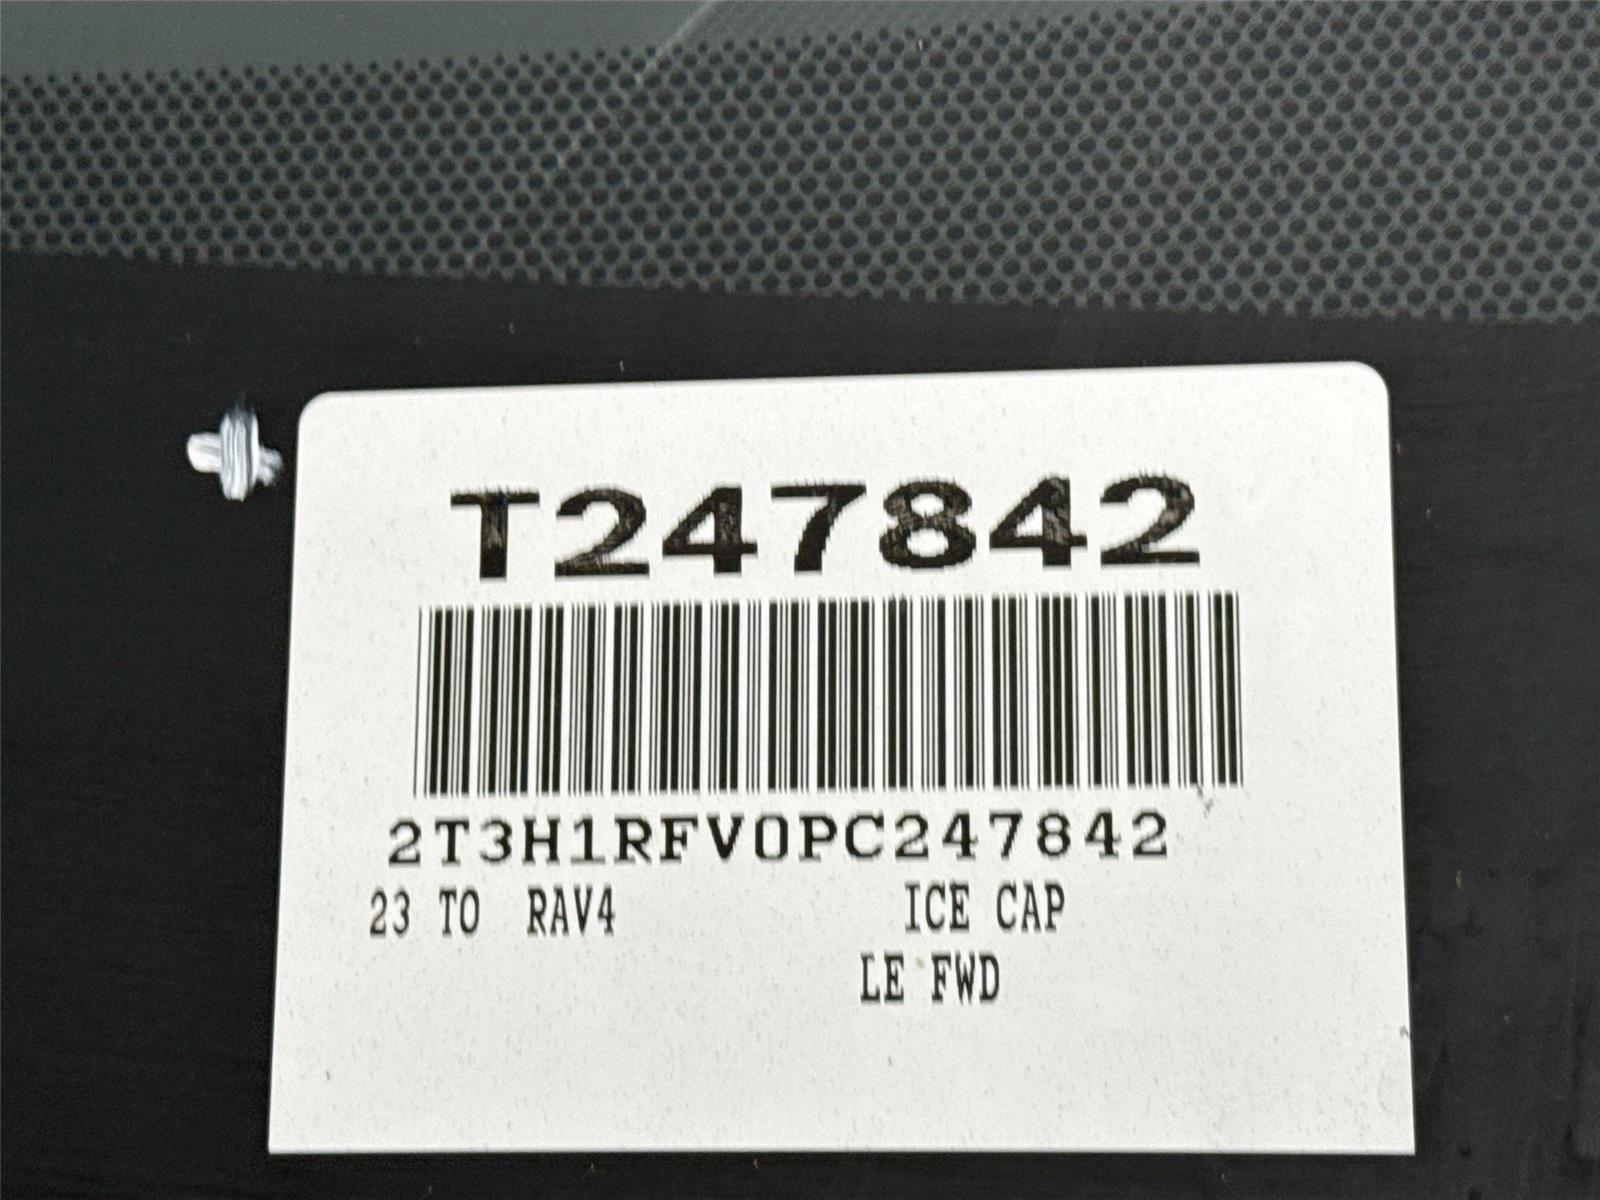 T247842
2T3H1RFV0PC247842
23 TO RAV4 ICE CAP
LE FWD